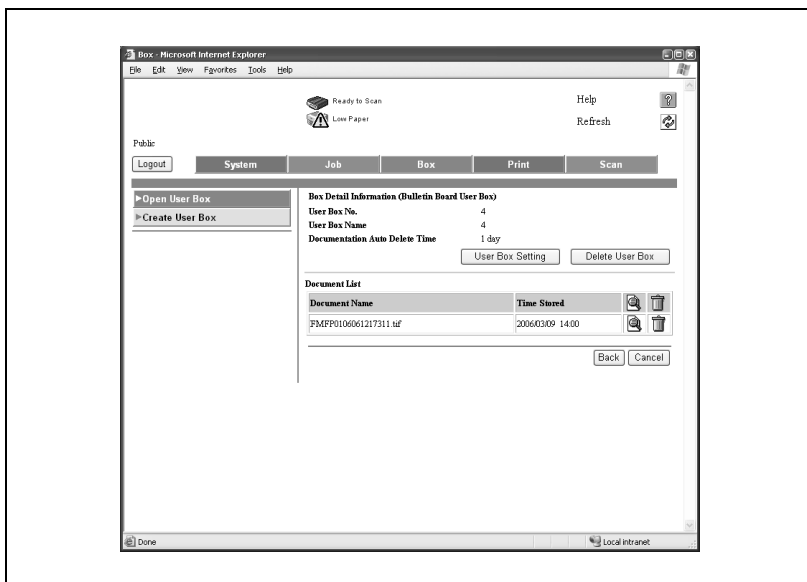 Box - Microsoft Internet Explorer
File Edit View Favorites Tools Help
Ready to Scan
Help
Low Paper
Refresh
Public
Logout System Job Box Print Scan
Open User Box
Create User Box
Box Detail Information (Bulletin Board User Box)
User Box No. 4
User Box Name 4
Documentation Auto Delete Time 1 day
User Box Setting Delete User Box
Document List
Document Name Time Stored
FMFP0106061217311.tif 2006/03/09 14:00
Back Cancel
Done Local intranet